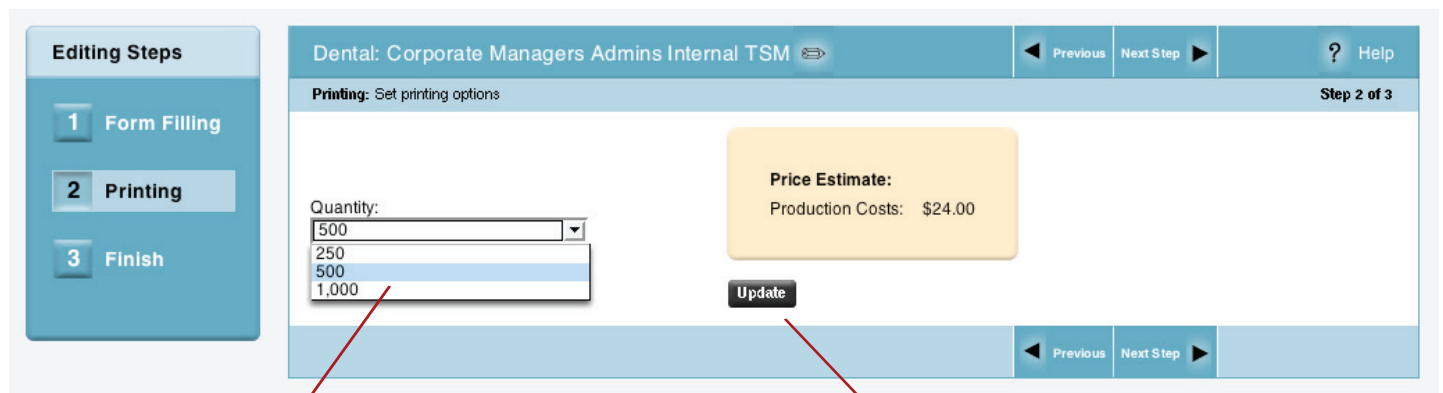 Editing Steps
1 Form Filling
2 Printing
3 Finish
Dental: Corporate Managers Admins Internal TSM
Previous Next Step ? Help
Printing: Set printing options Step 2 of 3
Quantity:
500
250
500
1,000
Price Estimate:
Production Costs: $24.00
Update
Previous Next Step